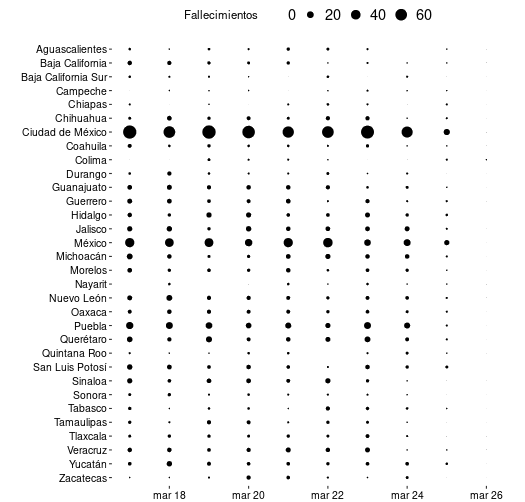 Fallecimientos 0 20 40 60
Aguascalientes
Baja California
Baja California Sur
Campeche
Chiapas
Chihuahua
Ciudad de México
Coahuila
Colima
Durango
Guanajuato
Guerrero
Hidalgo
Jalisco
México
Michoacán
Morelos
Nayarit
Nuevo León
Oaxaca
Puebla
Querétaro
Quintana Roo
San Luis Potosí
Sinaloa
Sonora
Tabasco
Tamaulipas
Tlaxcala
Veracruz
Yucatán
Zacatecas
mar 18 mar 20 mar 22 mar 24 mar 26